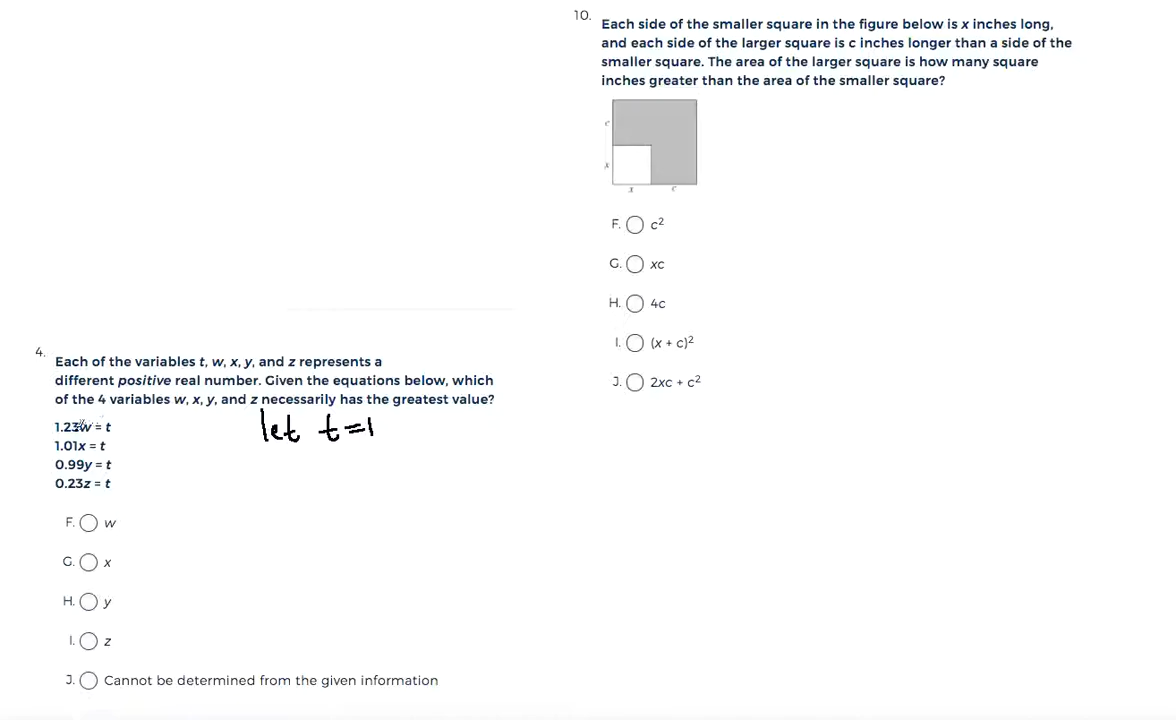 10.
Each side of the smaller square in the figure below is x inches long,
and each side of the larger square is c inches longer than a side of the
smaller square. The area of the larger square is how many square
inches greater than the area of the smaller square?
c
x
x c
F. c²
G. xc
H. 4c
I. (x + c)²
J. 2xc + c²
4.
Each of the variables t, w, x, y, and z represents a
different positive real number. Given the equations below, which
of the 4 variables w, x, y, and z necessarily has the greatest value?
1.23w = t
1.01x = t
0.99y = t
0.23z = t
let t=1
F. w
G. x
H. y
I. z
J. Cannot be determined from the given information